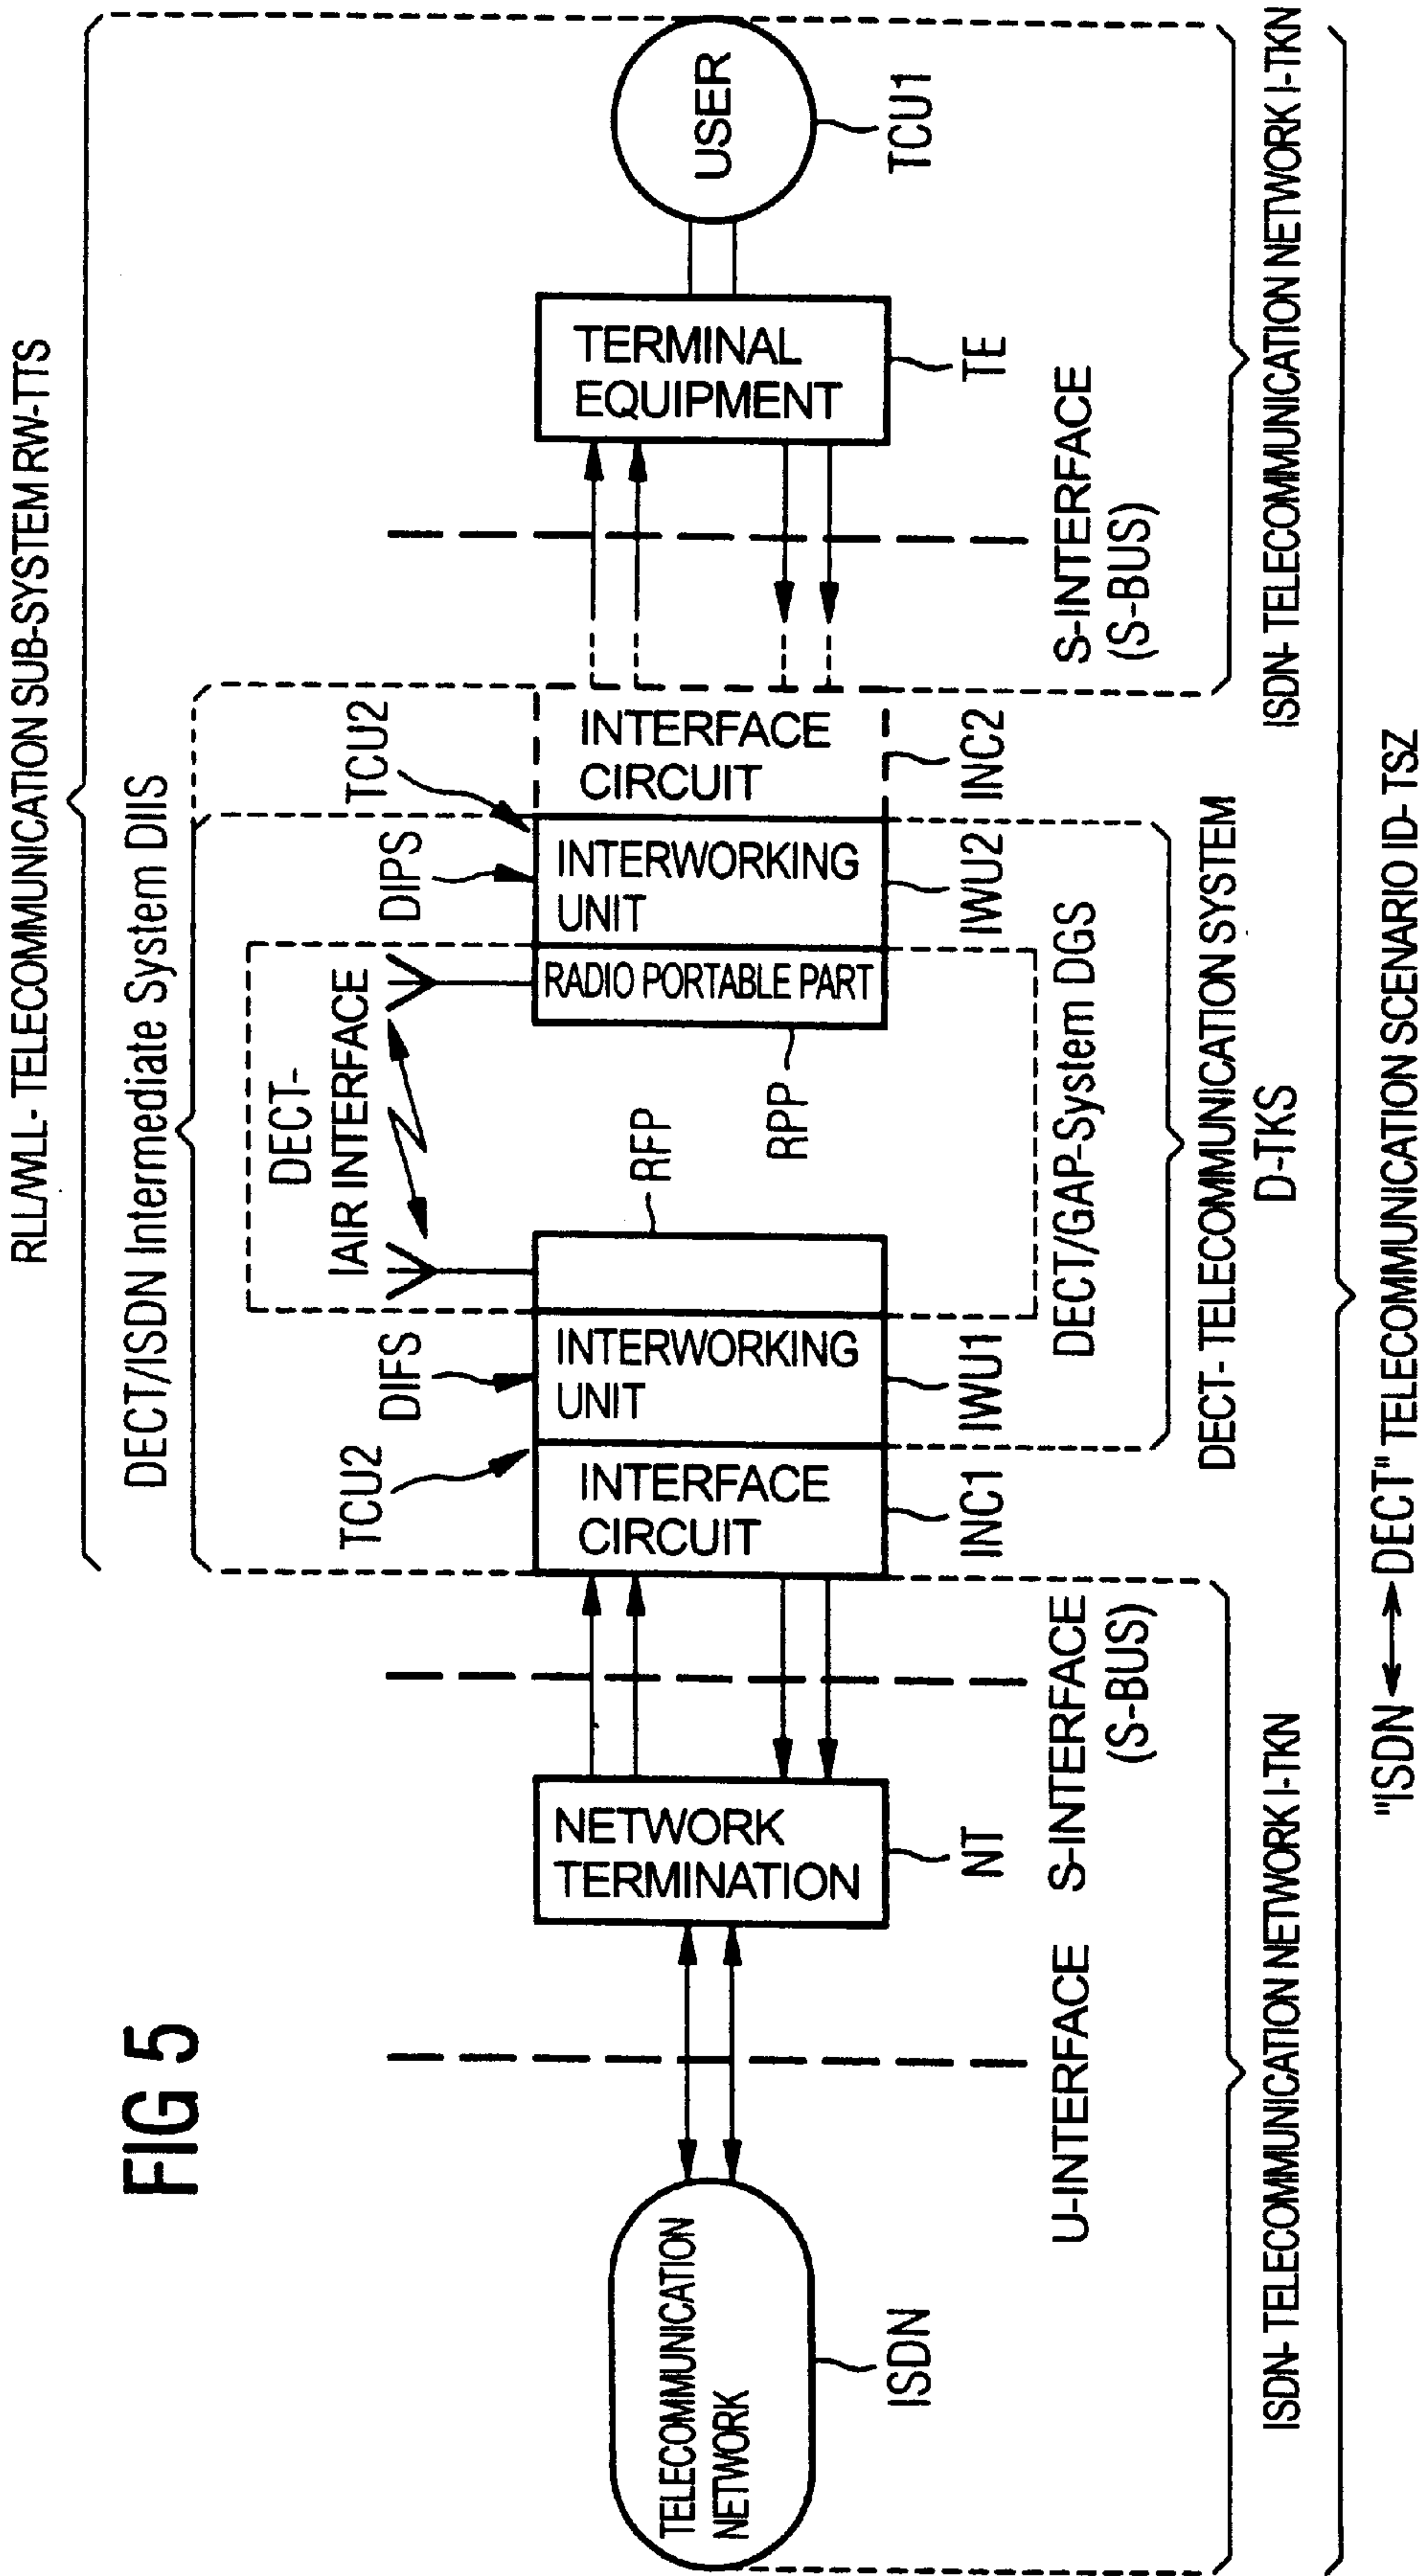 FIG 5
RLL/WLL- TELECOMMUNICATION SUB-SYSTEM RW-TTS
DECT/ISDN Intermediate System DIIS
DECT-
IAIR INTERFACE
TCU2
DIFS
RFP
DIPS
TCU2
TELECOMMUNICATION
NETWORK
ISDN
U-INTERFACE
NETWORK
TERMINATION
NT
S-INTERFACE
(S-BUS)
INTERFACE
CIRCUIT
INC1
INTERWORKING
UNIT
IWU1
RADIO PORTABLE PART
RPP
INTERWORKING
UNIT
IWU2
INTERFACE
CIRCUIT
INC2
S-INTERFACE
(S-BUS)
TERMINAL
EQUIPMENT
TE
USER
TCU1
DECT/GAP-System DGS
DECT- TELECOMMUNICATION SYSTEM
D-TKS
ISDN- TELECOMMUNICATION NETWORK I-TKN
ISDN- TELECOMMUNICATION NETWORK I-TKN
"ISDN ↔ DECT" TELECOMMUNICATION SCENARIO ID- TSZ